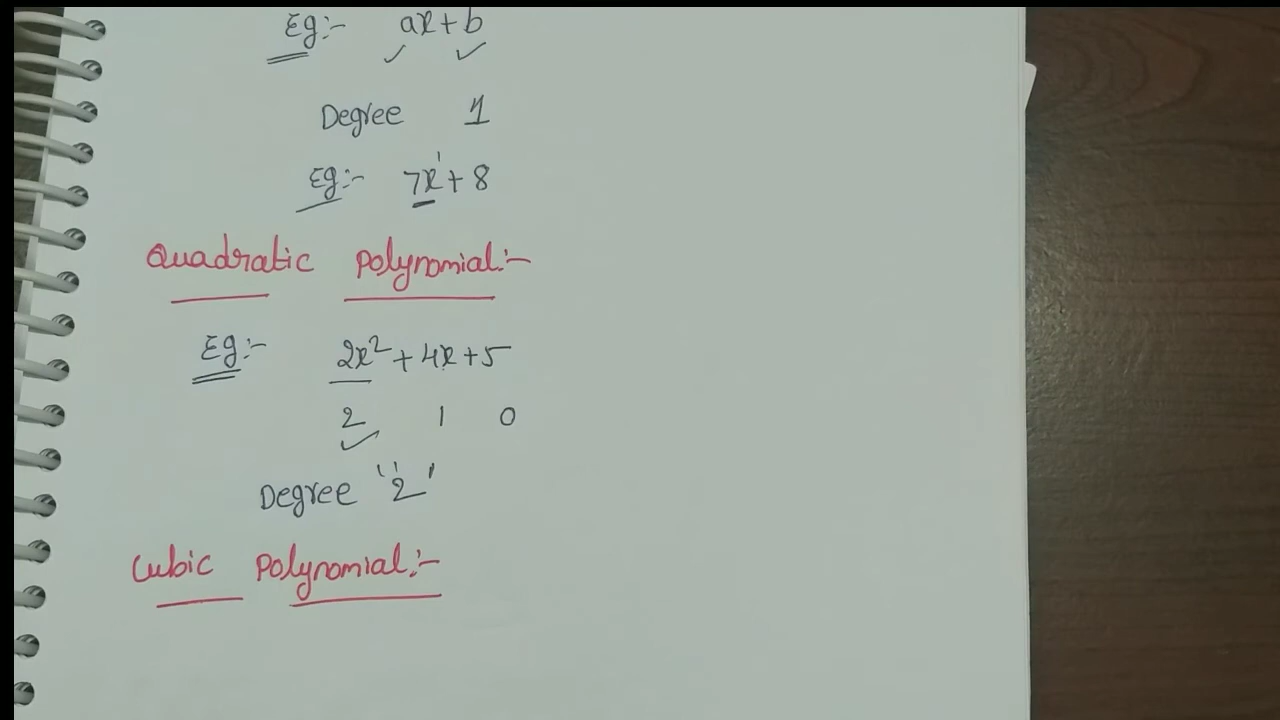 Eg:- ax+b
Degree 1
Eg:- 7x¹+8
Quadratic Polynomial:-
Eg:- 2x²+4x+5
2 1 0
Degree "2"
Cubic Polynomial:-